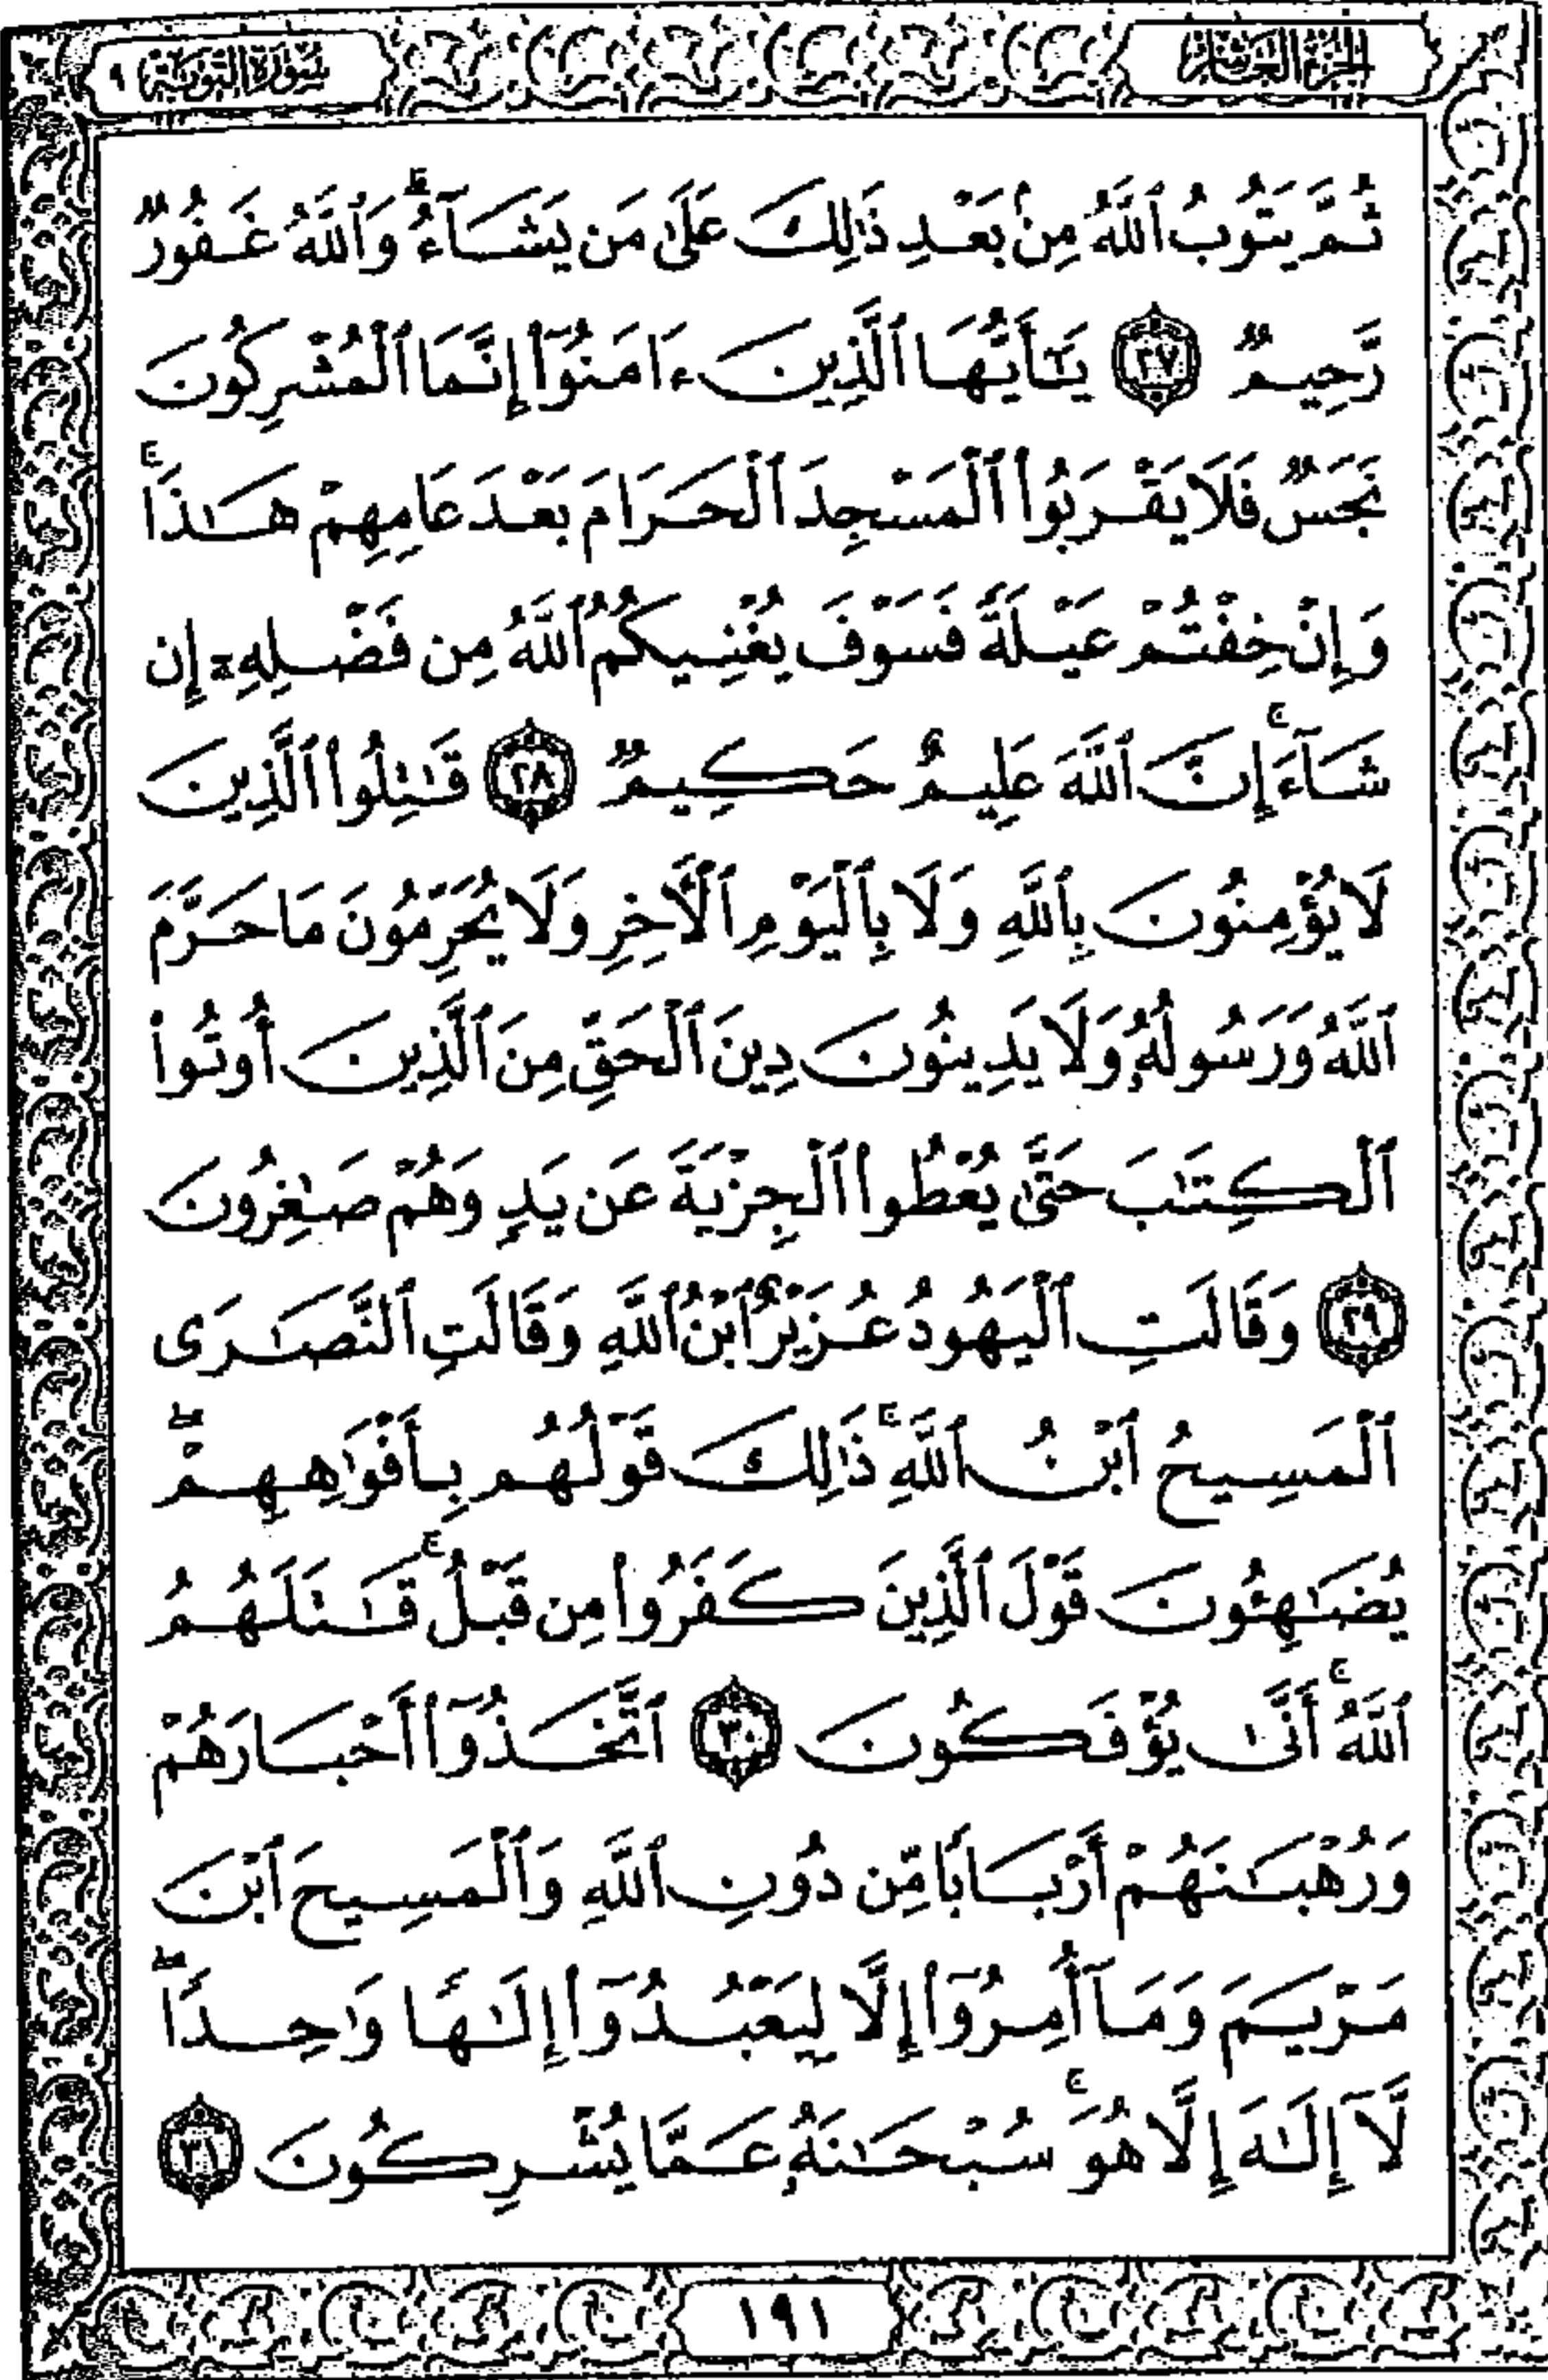 الجزء العاشر
سورة التوبة ٩
ثُمَّ يَتُوبُ ٱللَّهُ مِنۢ بَعْدِ ذَٰلِكَ عَلَىٰ مَن يَشَآءُ ۗ وَٱللَّهُ غَفُورٌ
رَّحِيمٌ ٢٧ يَـٰٓأَيُّهَا ٱلَّذِينَ ءَامَنُوٓا۟ إِنَّمَا ٱلْمُشْرِكُونَ
نَجَسٌ فَلَا يَقْرَبُوا۟ ٱلْمَسْجِدَ ٱلْحَرَامَ بَعْدَ عَامِهِمْ هَـٰذَا ۚ
وَإِنْ خِفْتُمْ عَيْلَةً فَسَوْفَ يُغْنِيكُمُ ٱللَّهُ مِن فَضْلِهِۦٓ إِن
شَآءَ ۚ إِنَّ ٱللَّهَ عَلِيمٌ حَكِيمٌ ٢٨ قَـٰتِلُوا۟ ٱلَّذِينَ
لَا يُؤْمِنُونَ بِٱللَّهِ وَلَا بِٱلْيَوْمِ ٱلْـَٔاخِرِ وَلَا يُحَرِّمُونَ مَا حَرَّمَ
ٱللَّهُ وَرَسُولُهُۥ وَلَا يَدِينُونَ دِينَ ٱلْحَقِّ مِنَ ٱلَّذِينَ أُوتُوا۟
ٱلْكِتَـٰبَ حَتَّىٰ يُعْطُوا۟ ٱلْجِزْيَةَ عَن يَدٍ وَهُمْ صَـٰغِرُونَ
٢٩ وَقَالَتِ ٱلْيَهُودُ عُزَيْرٌ ٱبْنُ ٱللَّهِ وَقَالَتِ ٱلنَّصَـٰرَى
ٱلْمَسِيحُ ٱبْنُ ٱللَّهِ ۚ ذَٰلِكَ قَوْلُهُم بِأَفْوَٰهِهِمْ ۖ
يُضَـٰهِـُٔونَ قَوْلَ ٱلَّذِينَ كَفَرُوا۟ مِن قَبْلُ ۚ قَـٰتَلَهُمُ
ٱللَّهُ ۚ أَنَّىٰ يُؤْفَكُونَ ٣٠ ٱتَّخَذُوٓا۟ أَحْبَارَهُمْ
وَرُهْبَـٰنَهُمْ أَرْبَابًا مِّن دُونِ ٱللَّهِ وَٱلْمَسِيحَ ٱبْنَ
مَرْيَمَ وَمَآ أُمِرُوٓا۟ إِلَّا لِيَعْبُدُوٓا۟ إِلَـٰهًا وَٰحِدًا ۖ
لَّآ إِلَـٰهَ إِلَّا هُوَ ۚ سُبْحَـٰنَهُۥ عَمَّا يُشْرِكُونَ ٣١
١٩١